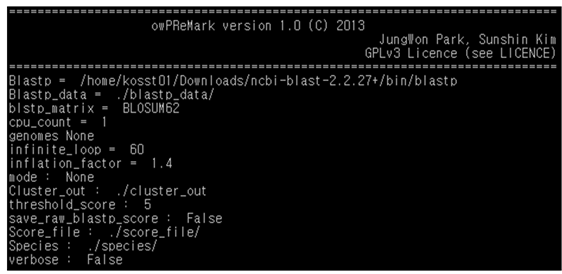 ================================================================================
owPReMark version 1.0 (C) 2013
JungWon Park, Sunshin Kim
GPLv3 Licence (see LICENCE)
================================================================================
Blastp = /home/kosst01/Downloads/ncbi-blast-2.2.27+/bin/blastp
Blastp_data = ./blastp_data/
blstp_matrix = BLOSUM62
cpu_count = 1
genomes None
infinite_loop = 60
inflation_factor = 1.4
mode : None
Cluster_out : ./cluster_out
threshold_score : 5
save_raw_blastp_score : False
Score_file : ./score_file/
Species : ./species/
verbose : False